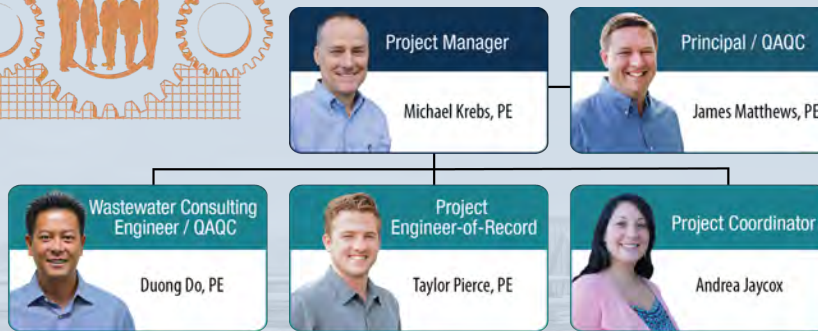 Project Manager
Michael Krebs, PE
Principal / QAQC
James Matthews, PE
Wastewater Consulting
Engineer / QAQC
Duong Do, PE
Project
Engineer-of-Record
Taylor Pierce, PE
Project Coordinator
Andrea Jaycox